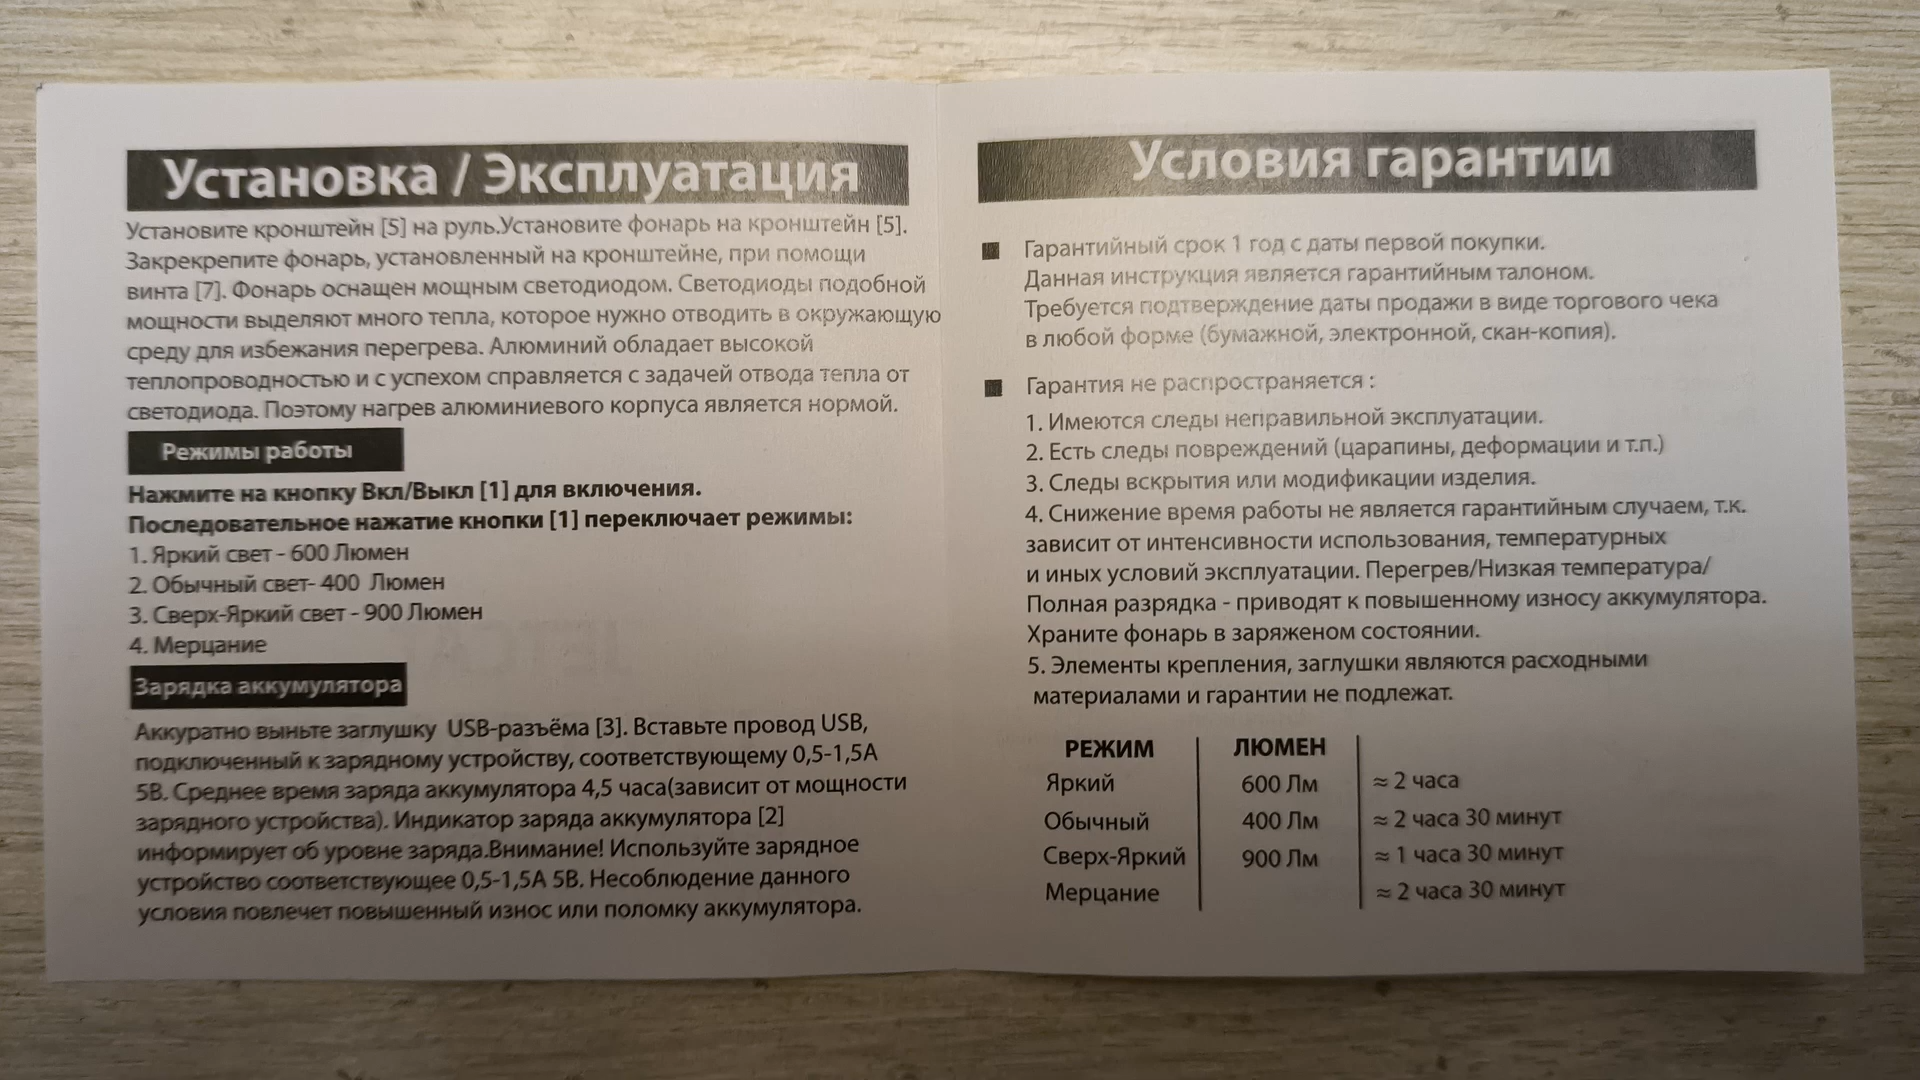 Установка / Эксплуатация
Установите кронштейн [5] на руль.Установите фонарь на кронштейн [5].
Закрекрепите фонарь, установленный на кронштейне, при помощи
винта [7]. Фонарь оснащен мощным светодиодом. Светодиоды подобной
мощности выделяют много тепла, которое нужно отводить в окружающую
среду для избежания перегрева. Алюминий обладает высокой
теплопроводностью и с успехом справляется с задачей отвода тепла от
светодиода. Поэтому нагрев алюминиевого корпуса является нормой.
Режимы работы
Нажмите на кнопку Вкл/Выкл [1] для включения.
Последовательное нажатие кнопки [1] переключает режимы:
1. Яркий свет - 600 Люмен
2. Обычный свет- 400 Люмен
3. Сверх-Яркий свет - 900 Люмен
4. Мерцание
Зарядка аккумулятора
Аккуратно выньте заглушку USB-разъёма [3]. Вставьте провод USB,
подключенный к зарядному устройству, соответствующему 0,5-1,5А
5В. Среднее время заряда аккумулятора 4,5 часа(зависит от мощности
зарядного устройства). Индикатор заряда аккумулятора [2]
информирует об уровне заряда.Внимание! Используйте зарядное
устройство соответствующее 0,5-1,5А 5В. Несоблюдение данного
условия повлечет повышенный износ или поломку аккумулятора.
Условия гарантии
Гарантийный срок 1 год с даты первой покупки.
Данная инструкция является гарантийным талоном.
Требуется подтверждение даты продажи в виде торгового чека
в любой форме (бумажной, электронной, скан-копия).
Гарантия не распространяется :
1. Имеются следы неправильной эксплуатации.
2. Есть следы повреждений (царапины, деформации и т.п.)
3. Следы вскрытия или модификации изделия.
4. Снижение время работы не является гарантийным случаем, т.к.
зависит от интенсивности использования, температурных
и иных условий эксплуатации. Перегрев/Низкая температура/
Полная разрядка - приводят к повышенному износу аккумулятора.
Храните фонарь в заряженом состоянии.
5. Элементы крепления, заглушки являются расходными
материалами и гарантии не подлежат.
РЕЖИМ ЛЮМЕН
Яркий 600 Лм ≈ 2 часа
Обычный 400 Лм ≈ 2 часа 30 минут
Сверх-Яркий 900 Лм ≈ 1 часа 30 минут
Мерцание ≈ 2 часа 30 минут